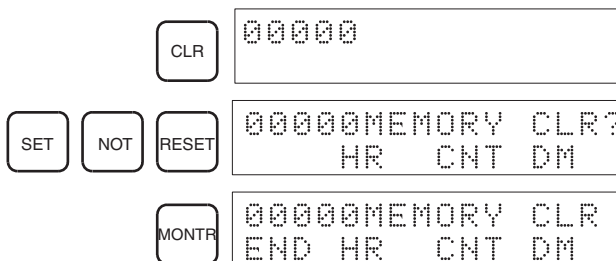 CLR
00000
SET NOT RESET
00000MEMORY CLR?
HR CNT DM
MONTR
00000MEMORY CLR
END HR CNT DM